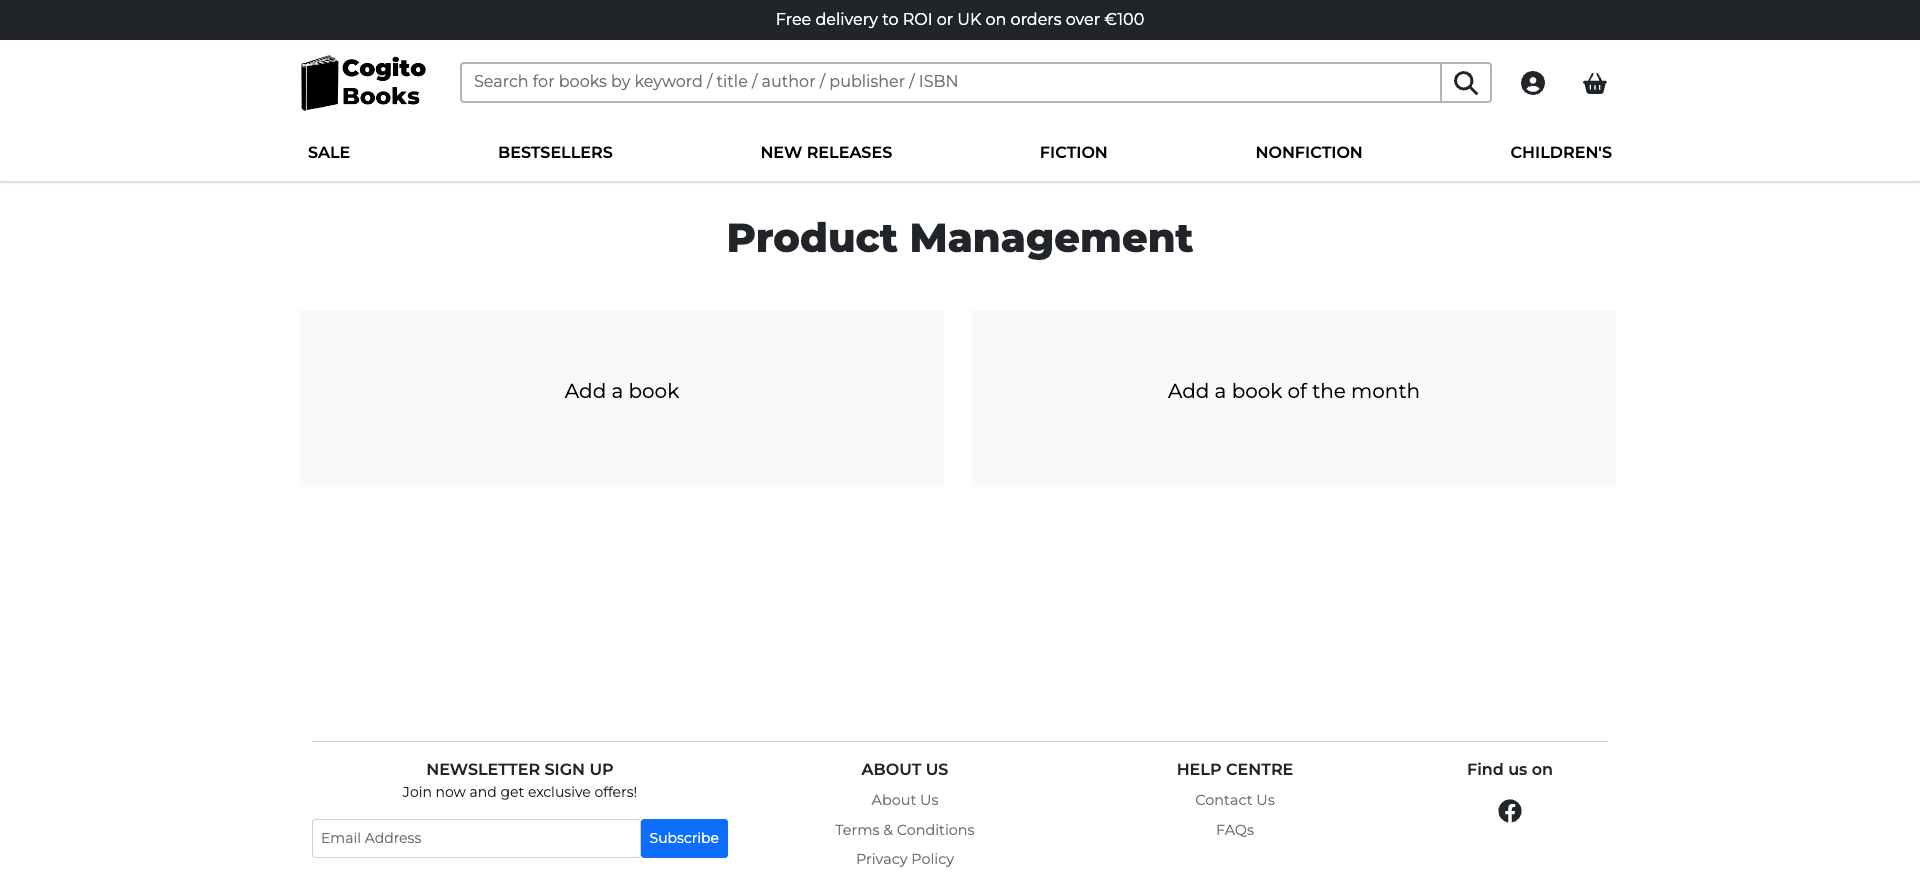 Free delivery to ROI or UK on orders over €100
Cogito
Books
Search for books by keyword / title / author / publisher / ISBN
SALE
BESTSELLERS
NEW RELEASES
FICTION
NONFICTION
CHILDREN'S
Product Management
Add a book
Add a book of the month
NEWSLETTER SIGN UP
Join now and get exclusive offers!
Email Address
Subscribe
ABOUT US
About Us
Terms & Conditions
Privacy Policy
HELP CENTRE
Contact Us
FAQs
Find us on